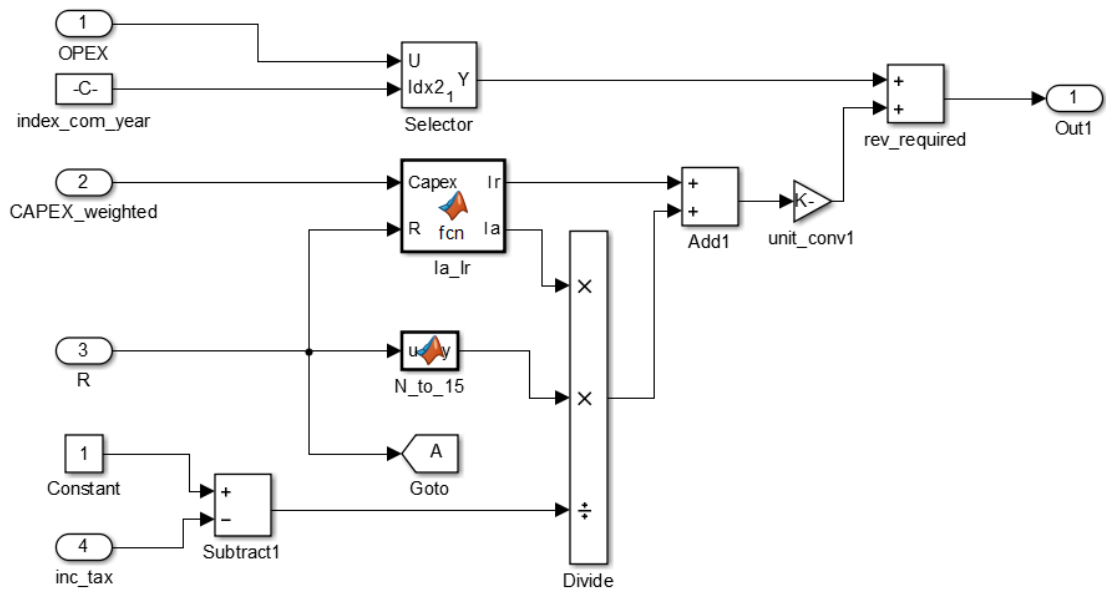 1
OPEX
-C-
index_com_year
U
Idx2
1
Y
Selector
+
+
rev_required
1
Out1
2
CAPEX_weighted
Capex
Ir
R
fcn
Ia
Ia_Ir
+
+
Add1
K-
unit_conv1
×
3
R
u
y
N_to_15
×
A
Goto
1
Constant
+
−
Subtract1
4
inc_tax
÷
Divide